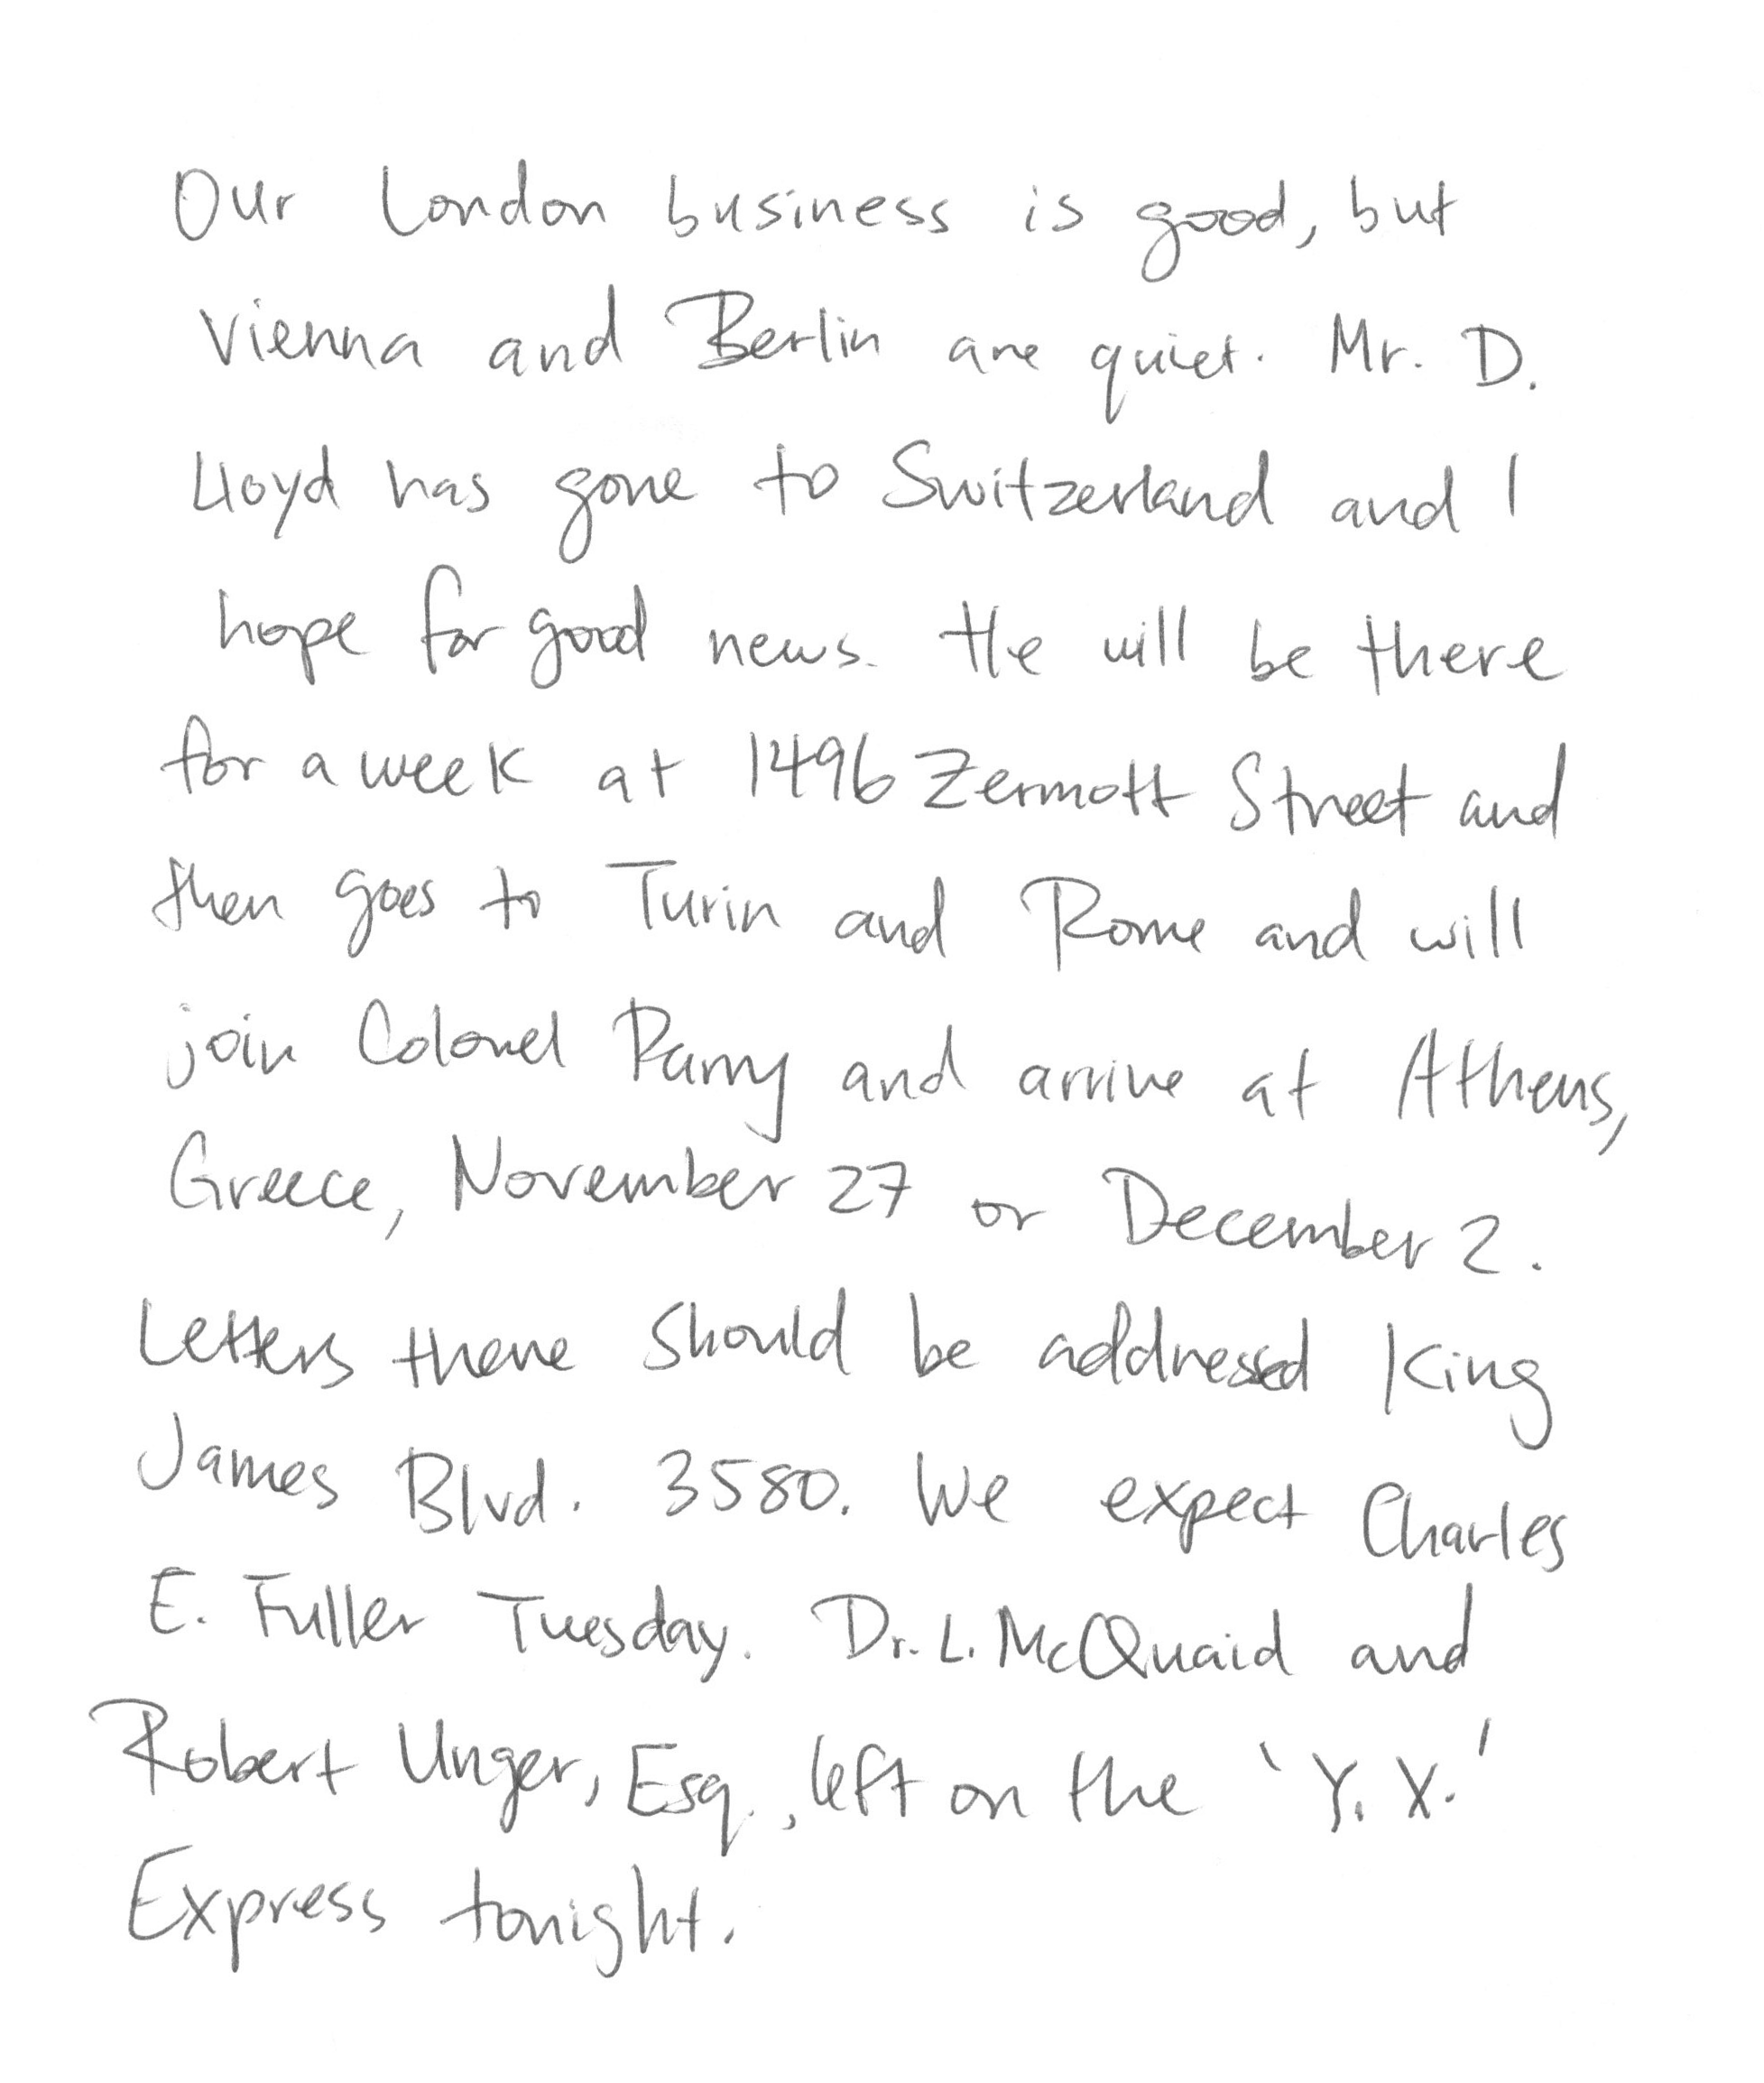 Our London business is good, but
Vienna and Berlin are quiet. Mr. D.
Lloyd has gone to Switzerland and I
hope for good news. He will be there
for a week at 1496 Zermott Street and
then goes to Turin and Rome and will
join Colonel Parry and arrive at Athens,
Greece, November 27 or December 2.
Letters there should be addressed King
James Blvd. 3580. We expect Charles
E. Fuller Tuesday. Dr. L. McQuaid and
Robert Unger, Esq., left on the 'Y. X.'
Express tonight.